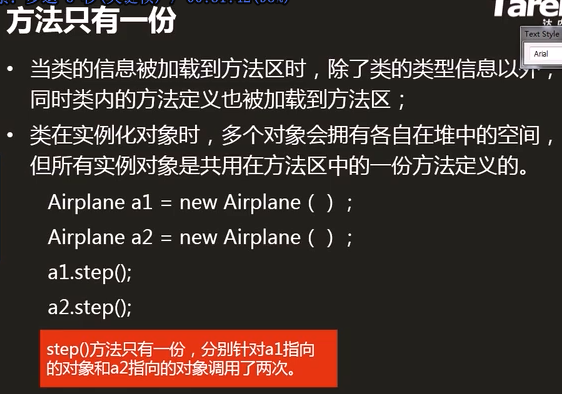 方法只有一份
Text Style
Arial
• 当类的信息被加载到方法区时，除了类的类型信息以外，
同时类内的方法定义也被加载到方法区；
• 类在实例化对象时，多个对象会拥有各自在堆中的空间，
但所有实例对象是共用在方法区中的一份方法定义的。
Airplane a1 = new Airplane ( ) ;
Airplane a2 = new Airplane ( ) ;
a1.step();
a2.step();
step()方法只有一份，分别针对a1指向
的对象和a2指向的对象调用了两次。